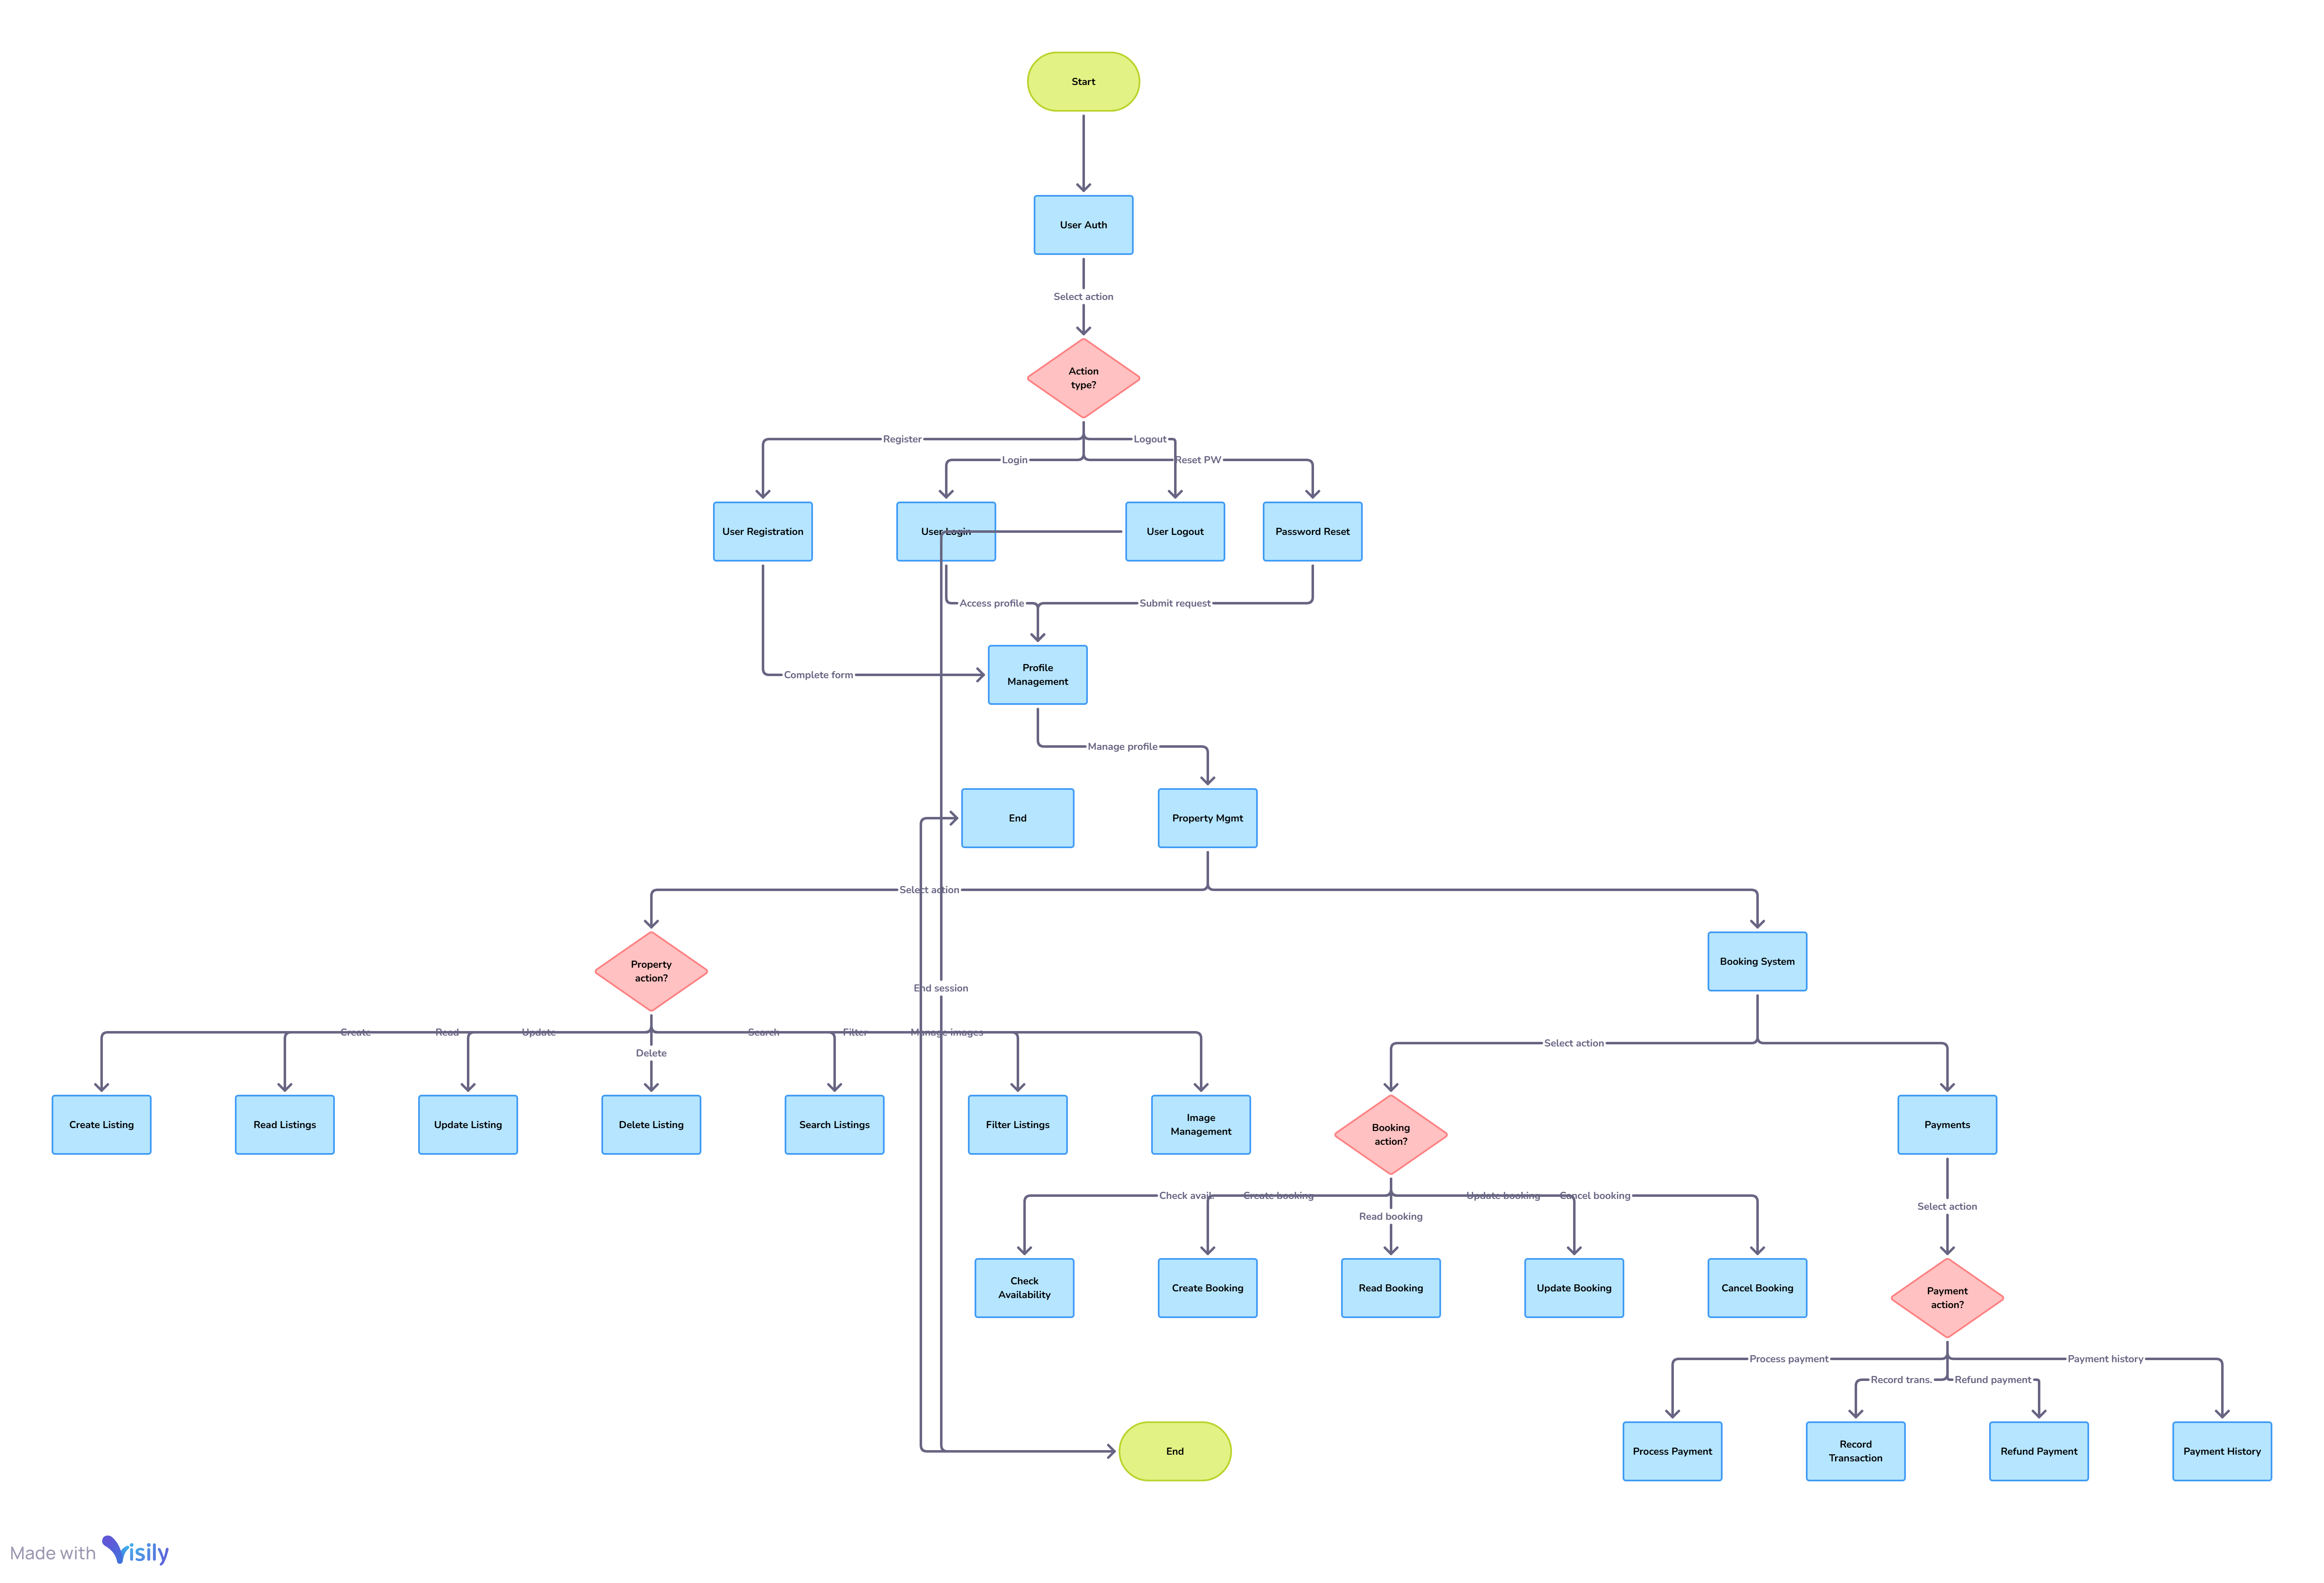 Start
User Auth
Select action
Action
type?
Register
Logout
Login
Reset PW
User Registration
User Login
User Logout
Password Reset
Access profile
Submit request
Profile
Management
Complete form
Manage profile
End
Property Mgmt
Select action
Property
action?
Booking System
End session
Create
Read
Update
Search
Filter
Manage images
Delete
Select action
Create Listing
Read Listings
Update Listing
Delete Listing
Search Listings
Filter Listings
Image
Management
Booking
action?
Payments
Check avail.
Create booking
Update booking
Cancel booking
Read booking
Select action
Check
Availability
Create Booking
Read Booking
Update Booking
Cancel Booking
Payment
action?
Process payment
Payment history
Record trans.
Refund payment
End
Process Payment
Record
Transaction
Refund Payment
Payment History
Made with Visily